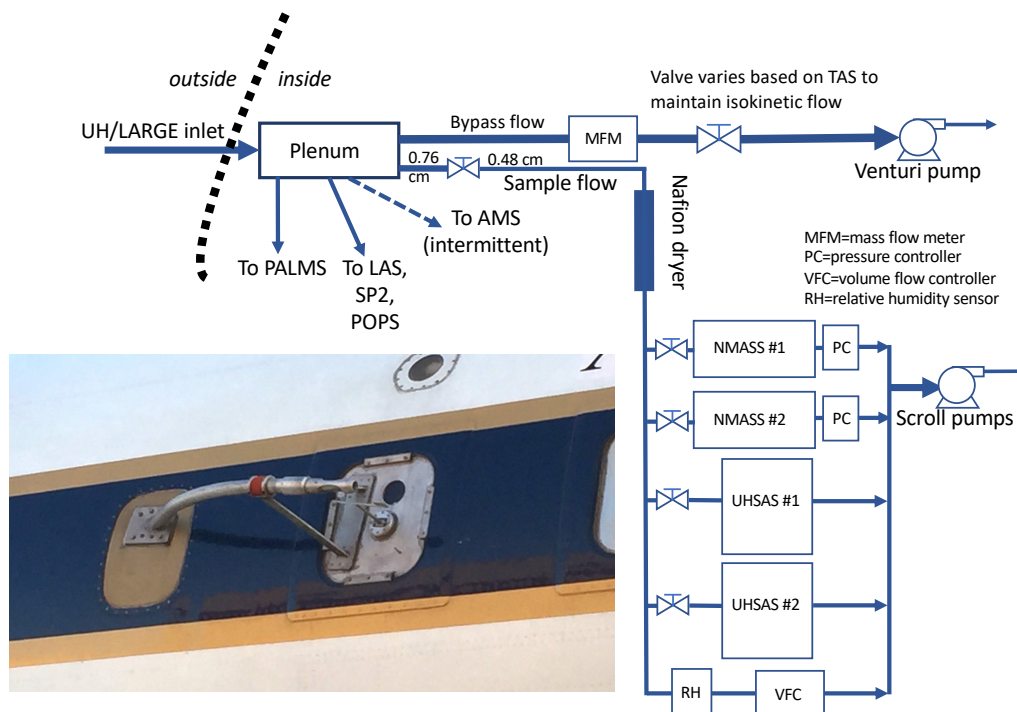 outside inside
Valve varies based on TAS to
maintain isokinetic flow
UH/LARGE inlet
Plenum
Bypass flow
MFM
Venturi pump
0.76
cm
0.48 cm
Sample flow
Nafion dryer
To AMS
(intermittent)
To PALMS
To LAS,
SP2,
POPS
MFM=mass flow meter
PC=pressure controller
VFC=volume flow controller
RH=relative humidity sensor
NMASS #1
PC
NMASS #2
PC
Scroll pumps
UHSAS #1
UHSAS #2
RH
VFC